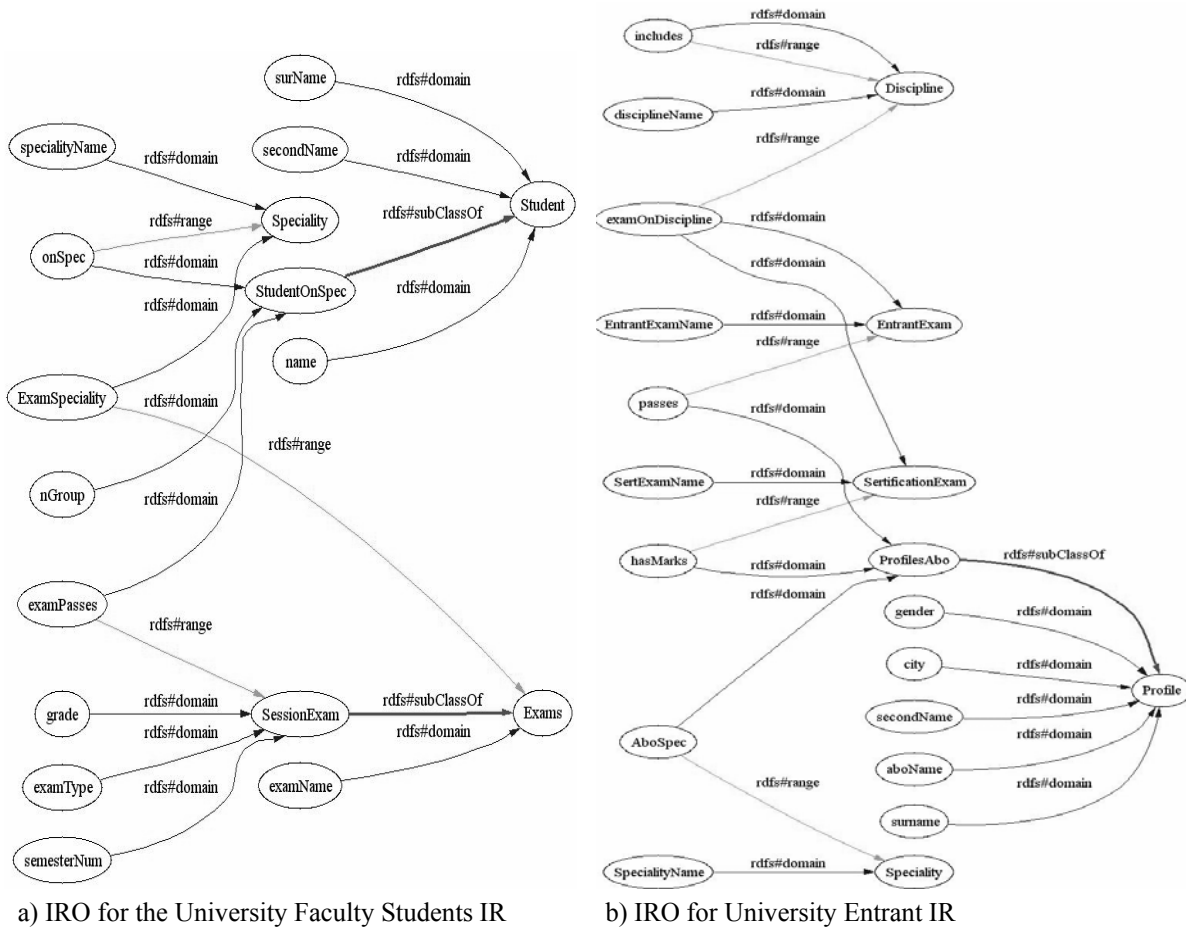 surName
rdfs#domain
specialityName
secondName
rdfs#domain
rdfs#domain
Student
rdfs#range
Speciality
rdfs#subClassOf
onSpec
rdfs#domain
StudentOnSpec
rdfs#domain
rdfs#domain
name
ExamSpeciality
rdfs#domain
rdfs#range
nGroup
rdfs#domain
examPasses
rdfs#range
grade
rdfs#domain
SessionExam
rdfs#subClassOf
Exams
rdfs#domain
rdfs#domain
examType
rdfs#domain
examName
semesterNum
a) IRO for the University Faculty Students IR
rdfs#domain
includes
rdfs#range
Discipline
rdfs#domain
disciplineName
rdfs#range
examOnDiscipline
rdfs#domain
rdfs#domain
EntrantExamName
rdfs#domain
EntrantExam
rdfs#range
passes
rdfs#domain
SertExamName
rdfs#domain
SertificationExam
rdfs#range
hasMarks
rdfs#domain
ProfilesAbo
rdfs#subClassOf
rdfs#domain
gender
rdfs#domain
city
rdfs#domain
Profile
secondName
rdfs#domain
AboSpec
rdfs#domain
aboName
rdfs#range
rdfs#domain
surname
SpecialityName
rdfs#domain
Speciality
b) IRO for University Entrant IR